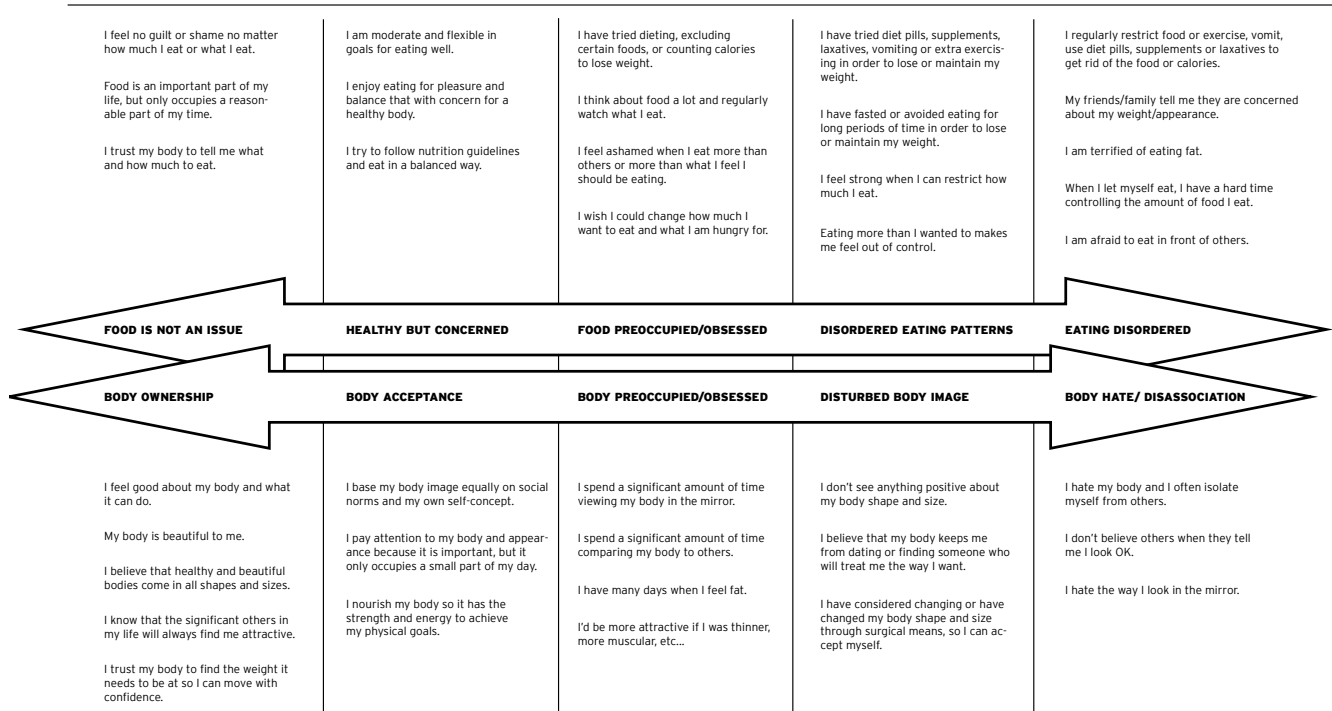 I feel no guilt or shame no matter
how much I eat or what I eat.
Food is an important part of my
life, but only occupies a reason-
able part of my time.
I trust my body to tell me what
and how much to eat.
I am moderate and flexible in
goals for eating well.
I enjoy eating for pleasure and
balance that with concern for a
healthy body.
I try to follow nutrition guidelines
and eat in a balanced way.
I have tried dieting, excluding
certain foods, or counting calories
to lose weight.
I think about food a lot and regularly
watch what I eat.
I feel ashamed when I eat more than
others or more than what I feel I
should be eating.
I wish I could change how much I
want to eat and what I am hungry for.
I have tried diet pills, supplements,
laxatives, vomiting or extra exercis-
ing in order to lose or maintain my
weight.
I have fasted or avoided eating for
long periods of time in order to lose
or maintain my weight.
I feel strong when I can restrict how
much I eat.
Eating more than I wanted to makes
me feel out of control.
I regularly restrict food or exercise, vomit,
use diet pills, supplements or laxatives to
get rid of the food or calories.
My friends/family tell me they are concerned
about my weight/appearance.
I am terrified of eating fat.
When I let myself eat, I have a hard time
controlling the amount of food I eat.
I am afraid to eat in front of others.
FOOD IS NOT AN ISSUE
HEALTHY BUT CONCERNED
FOOD PREOCCUPIED/OBSESSED
DISORDERED EATING PATTERNS
EATING DISORDERED
BODY OWNERSHIP
BODY ACCEPTANCE
BODY PREOCCUPIED/OBSESSED
DISTURBED BODY IMAGE
BODY HATE/ DISASSOCIATION
I feel good about my body and what
it can do.
My body is beautiful to me.
I believe that healthy and beautiful
bodies come in all shapes and sizes.
I know that the significant others in
my life will always find me attractive.
I trust my body to find the weight it
needs to be at so I can move with
confidence.
I base my body image equally on social
norms and my own self-concept.
I pay attention to my body and appear-
ance because it is important, but it
only occupies a small part of my day.
I nourish my body so it has the
strength and energy to achieve
my physical goals.
I spend a significant amount of time
viewing my body in the mirror.
I spend a significant amount of time
comparing my body to others.
I have many days when I feel fat.
I'd be more attractive if I was thinner,
more muscular, etc...
I don't see anything positive about
my body shape and size.
I believe that my body keeps me
from dating or finding someone who
will treat me the way I want.
I have considered changing or have
changed my body shape and size
through surgical means, so I can ac-
cept myself.
I hate my body and I often isolate
myself from others.
I don't believe others when they tell
me I look OK.
I hate the way I look in the mirror.